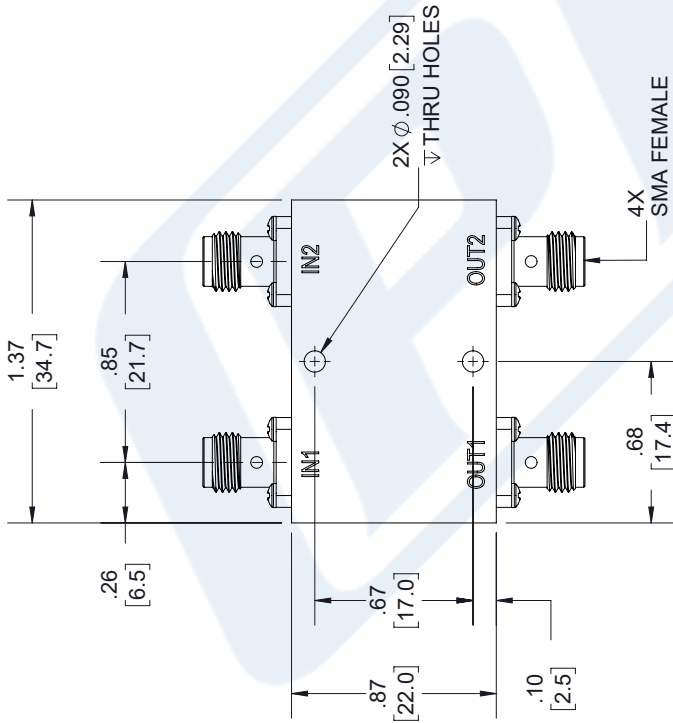 1.37
[34.7]
.85
[21.7]
.26
[6.5]
2X ⌀.090[2.29]
↧ THRU HOLES
IN1
IN2
OUT1
OUT2
.67
[17.0]
.87
[22.0]
.10
[2.5]
.68
[17.4]
4X
SMA FEMALE